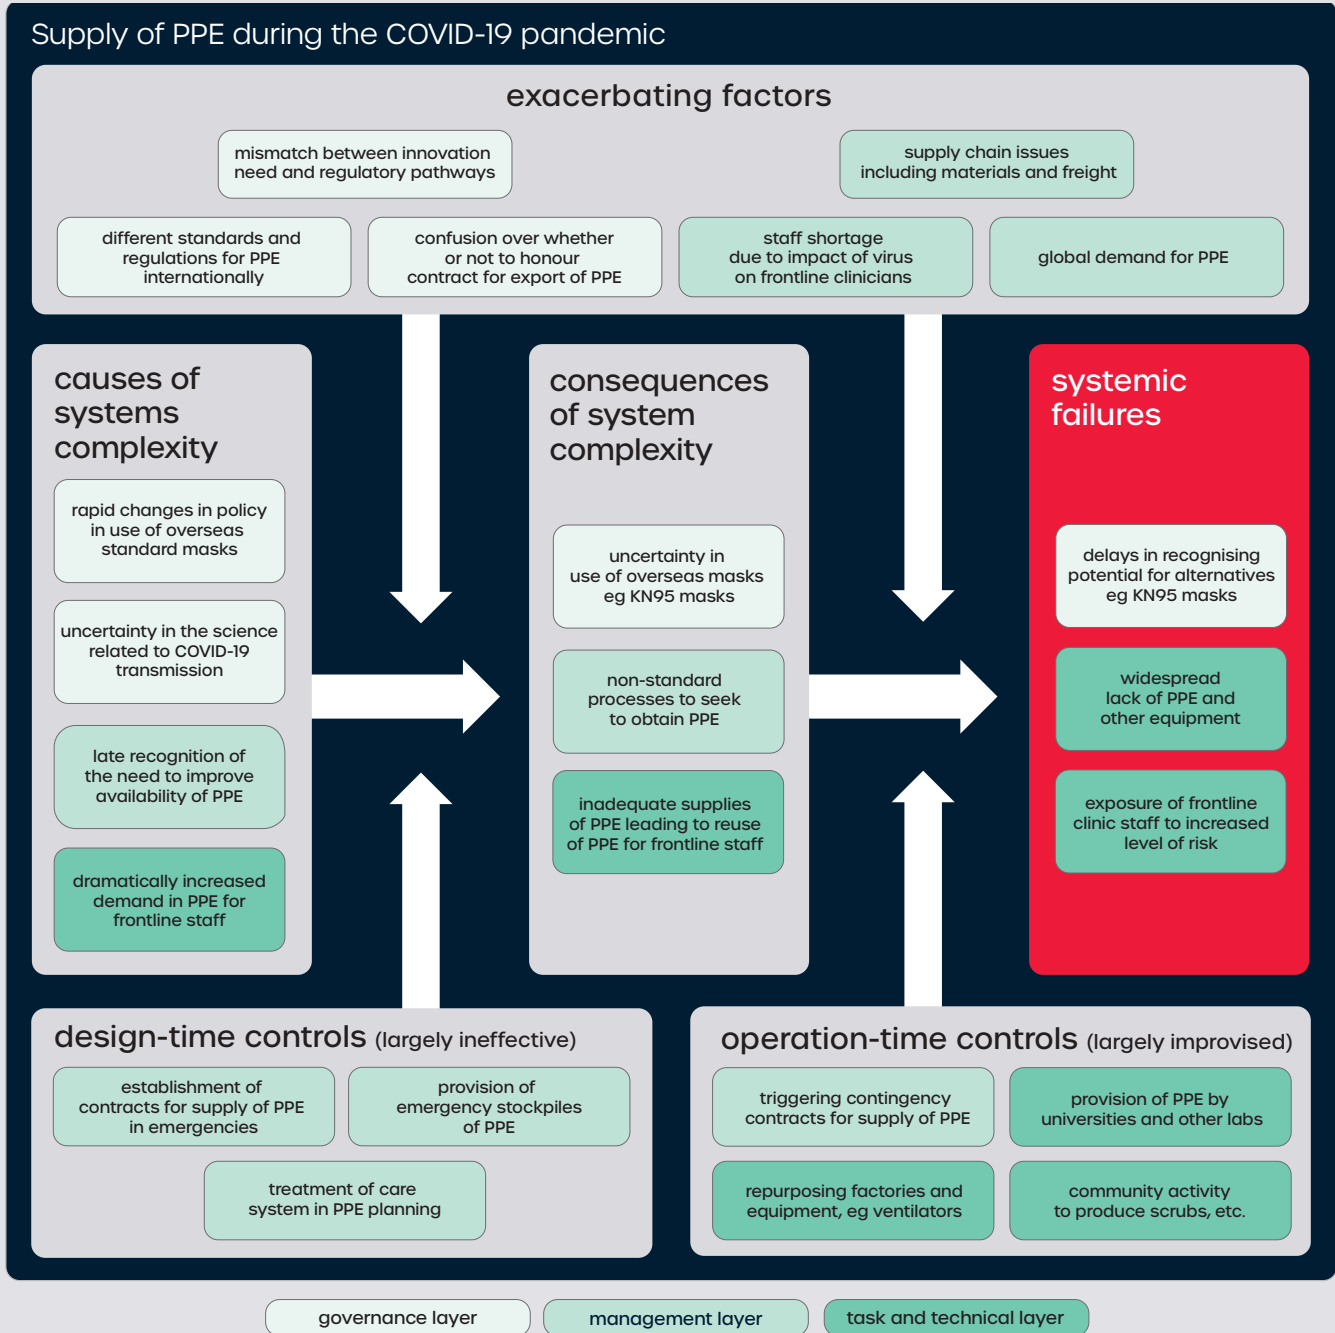 Supply of PPE during the COVID-19 pandemic
exacerbating factors
mismatch between innovation
need and regulatory pathways
supply chain issues
including materials and freight
different standards and
regulations for PPE
internationally
confusion over whether
or not to honour
contract for export of PPE
staff shortage
due to impact of virus
on frontline clinicians
global demand for PPE
causes of
systems
complexity
rapid changes in policy
in use of overseas
standard masks
uncertainty in the science
related to COVID-19
transmission
late recognition of
the need to improve
availability of PPE
dramatically increased
demand in PPE for
frontline staff
consequences
of system
complexity
uncertainty in
use of overseas masks
eg KN95 masks
non-standard
processes to seek
to obtain PPE
inadequate supplies
of PPE leading to reuse
of PPE for frontline staff
systemic
failures
delays in recognising
potential for alternatives
eg KN95 masks
widespread
lack of PPE and
other equipment
exposure of frontline
clinic staff to increased
level of risk
design-time controls (largely ineffective)
establishment of
contracts for supply of PPE
in emergencies
provision of
emergency stockpiles
of PPE
treatment of care
system in PPE planning
operation-time controls (largely improvised)
triggering contingency
contracts for supply of PPE
provision of PPE by
universities and other labs
repurposing factories and
equipment, eg ventilators
community activity
to produce scrubs, etc.
governance layer
management layer
task and technical layer